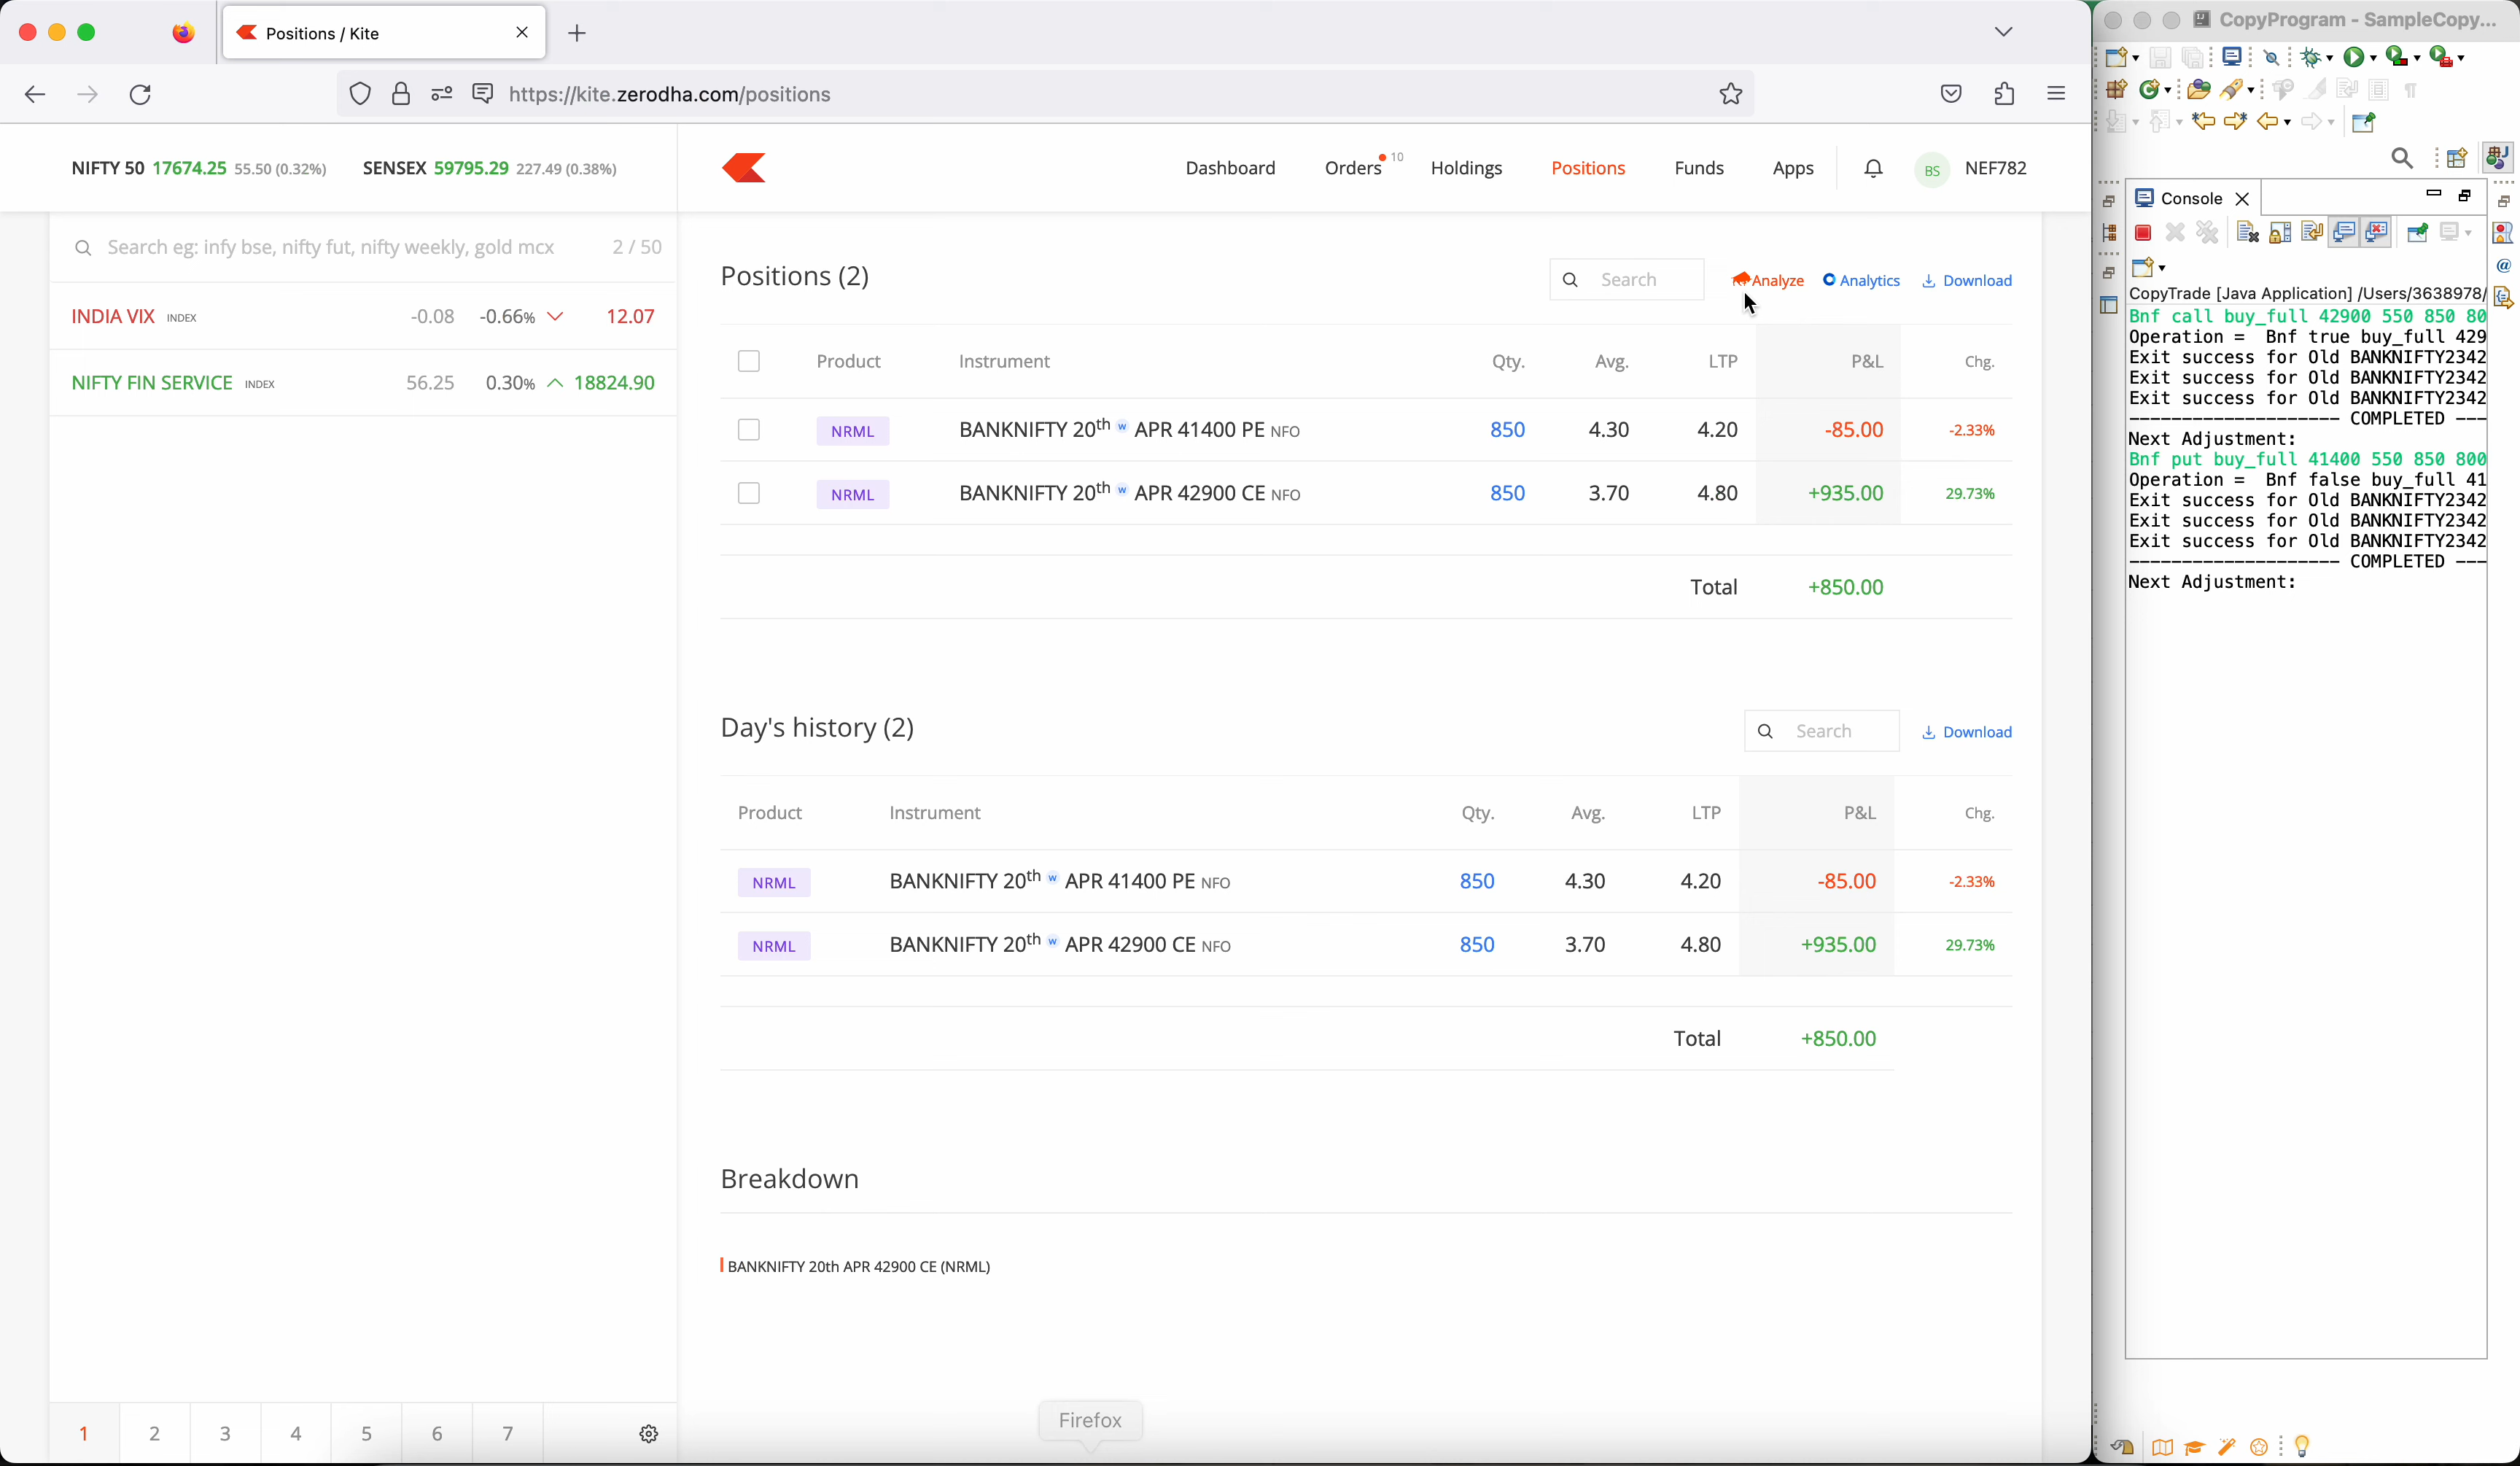 Positions / Kite
https://kite.zerodha.com/positions
NIFTY 50 17674.25 55.50 (0.32%) SENSEX 59795.29 227.49 (0.38%)
Dashboard Orders 10 Holdings Positions Funds Apps BS NEF782
Search eg: infy bse, nifty fut, nifty weekly, gold mcx 2 / 50
INDIA VIX INDEX -0.08 -0.66% 12.07
NIFTY FIN SERVICE INDEX 56.25 0.30% 18824.90
1 2 3 4 5 6 7
Positions (2) Search Analyze Analytics Download
Product Instrument Qty. Avg. LTP P&L Chg.
NRML BANKNIFTY 20th w APR 41400 PE NFO 850 4.30 4.20 -85.00 -2.33%
NRML BANKNIFTY 20th w APR 42900 CE NFO 850 3.70 4.80 +935.00 29.73%
Total +850.00
Day's history (2) Search Download
Product Instrument Qty. Avg. LTP P&L Chg.
NRML BANKNIFTY 20th w APR 41400 PE NFO 850 4.30 4.20 -85.00 -2.33%
NRML BANKNIFTY 20th w APR 42900 CE NFO 850 3.70 4.80 +935.00 29.73%
Total +850.00
Breakdown
BANKNIFTY 20th APR 42900 CE (NRML)
Firefox
CopyProgram - SampleCopy...
Console
CopyTrade [Java Application] /Users/3638978/
Bnf call buy_full 42900 550 850 80
Operation =  Bnf true buy_full 429
Exit success for Old BANKNIFTY2342
Exit success for Old BANKNIFTY2342
Exit success for Old BANKNIFTY2342
-------------------- COMPLETED ---
Next Adjustment:
Bnf put buy_full 41400 550 850 800
Operation =  Bnf false buy_full 41
Exit success for Old BANKNIFTY2342
Exit success for Old BANKNIFTY2342
Exit success for Old BANKNIFTY2342
-------------------- COMPLETED ---
Next Adjustment: